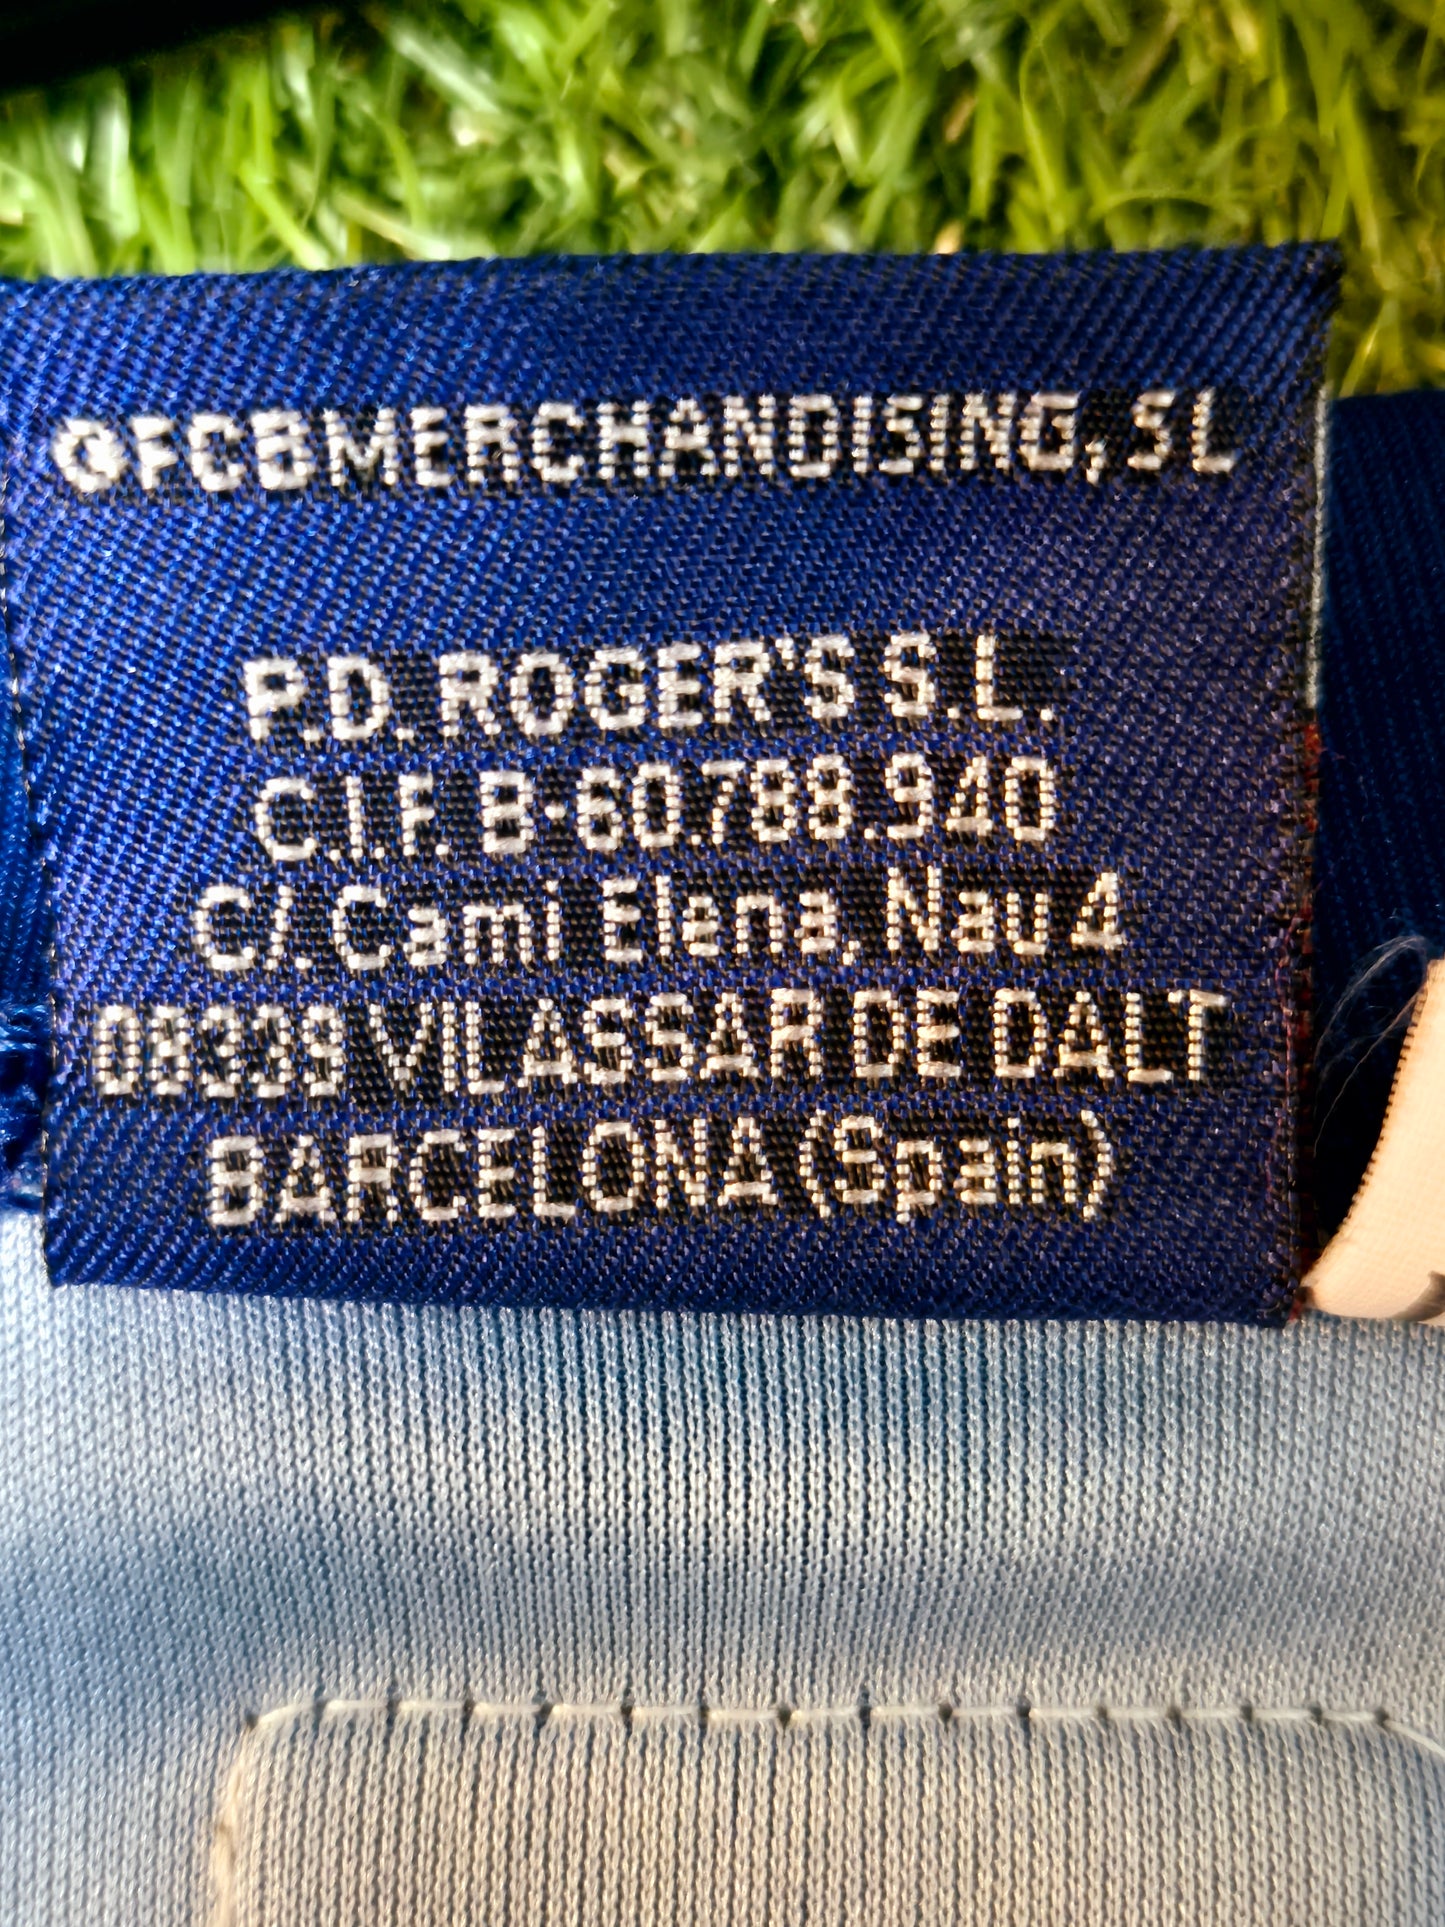 ©FCBMERCHANDISING, SL
P.D. ROGER'S S.L.
C.I.F. B-60.788.940
C/. Cami Elena, Nau 4
08339 VILASSAR DE DALT
BARCELONA (Spain)